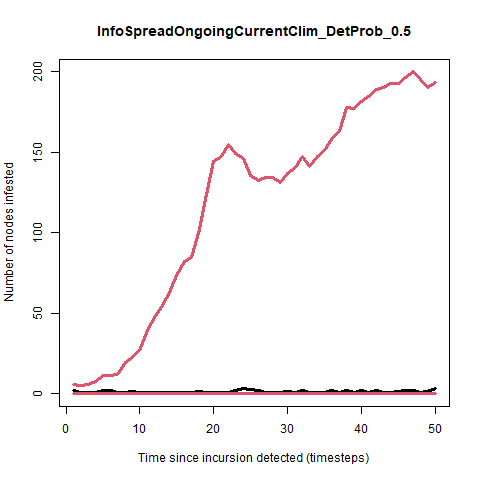 InfoSpreadOngoingCurrentClim_DetProb_0.5
Number of nodes infested
200
150
100
50
0
0 10 20 30 40 50
Time since incursion detected (timesteps)